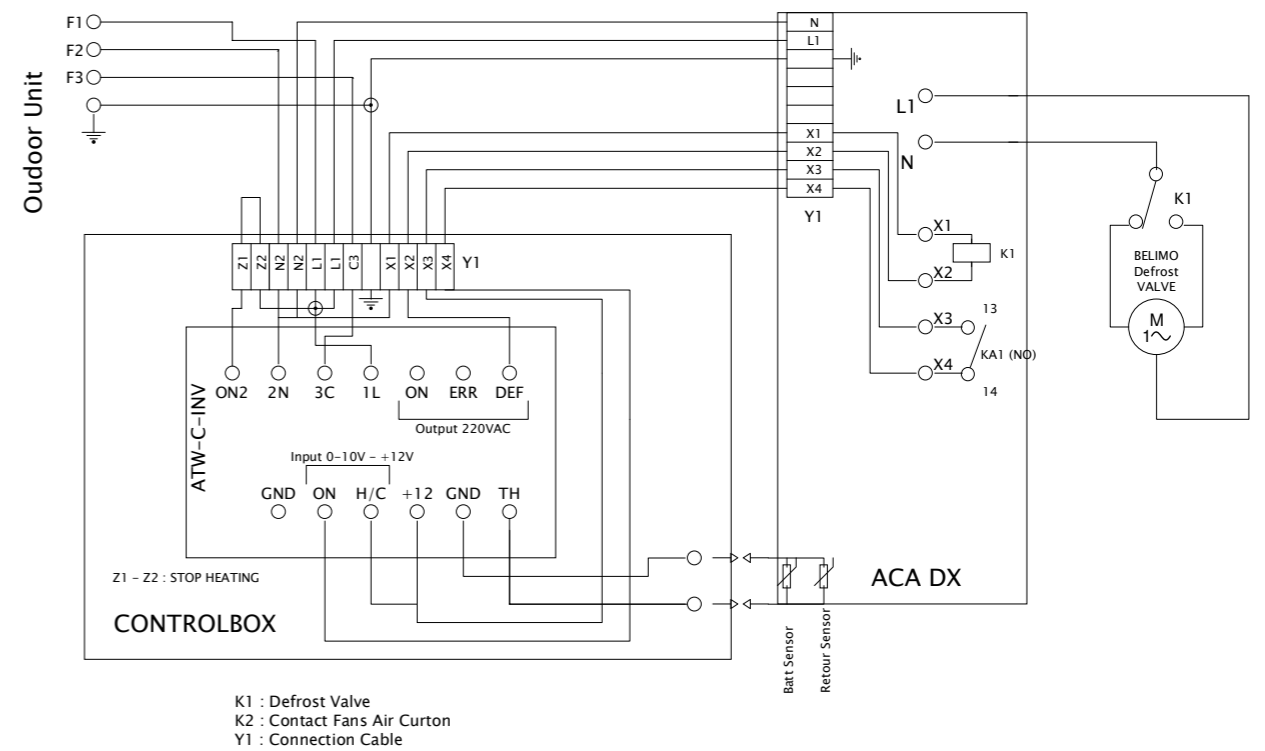 Oudoor Unit
F1
F2
F3
N
L1
X1
X2
X3
X4
Y1
L1
N
X1
X2
K1
X3
13
KA1 (NO)
X4
14
K1
BELIMO
Defrost
VALVE
M
1~
Z1 Z2 N2 N2 L1 L1 C3 X1 X2 X3 X4 Y1
ATW-C-INV
ON2 2N 3C 1L ON ERR DEF
Output 220VAC
Input 0-10V - +12V
GND ON H/C +12 GND TH
Z1 - Z2 : STOP HEATING
CONTROLBOX
ACA DX
Batt Sensor
Retour Sensor
K1 : Defrost Valve
K2 : Contact Fans Air Curton
Y1 : Connection Cable